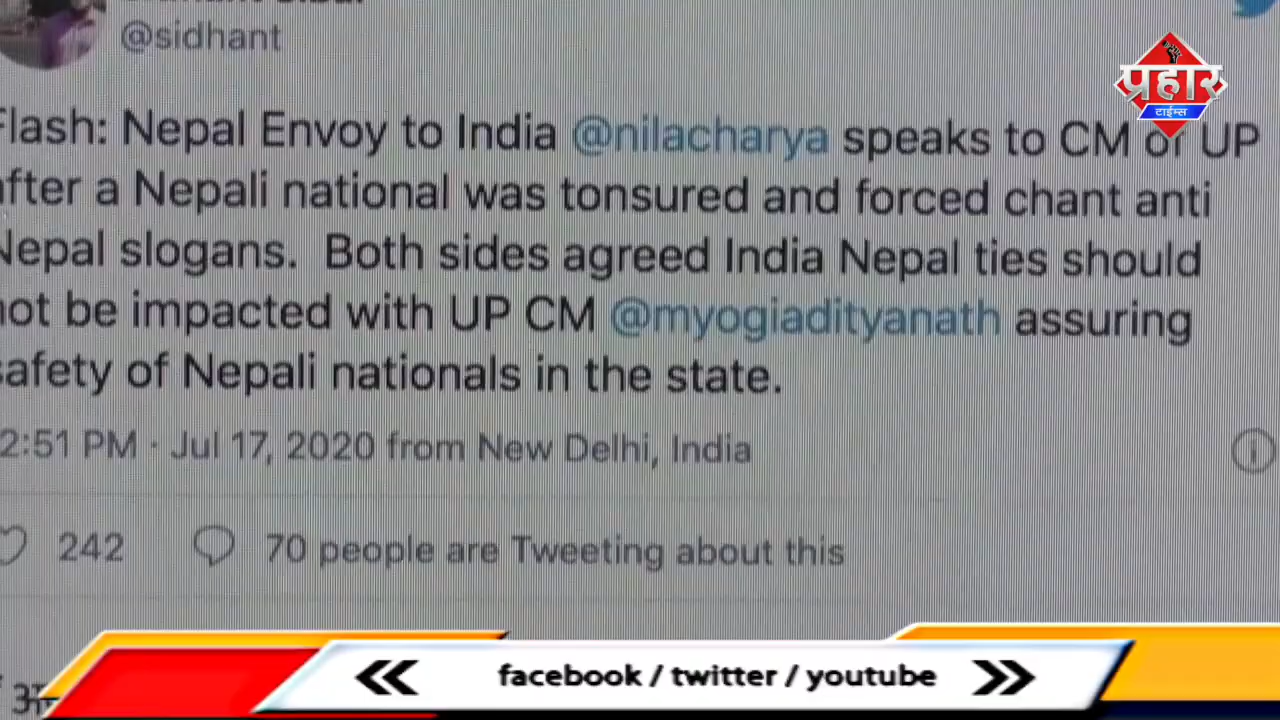 @sidhant
प्रहार
टाईम्स
Flash: Nepal Envoy to India @nilacharya speaks to CM of UP
after a Nepali national was tonsured and forced chant anti
Nepal slogans. Both sides agreed India Nepal ties should
not be impacted with UP CM @myogiadityanath assuring
safety of Nepali nationals in the state.
2:51 PM · Jul 17, 2020 from New Delhi, India
242 70 people are Tweeting about this
<< facebook / twitter / youtube >>